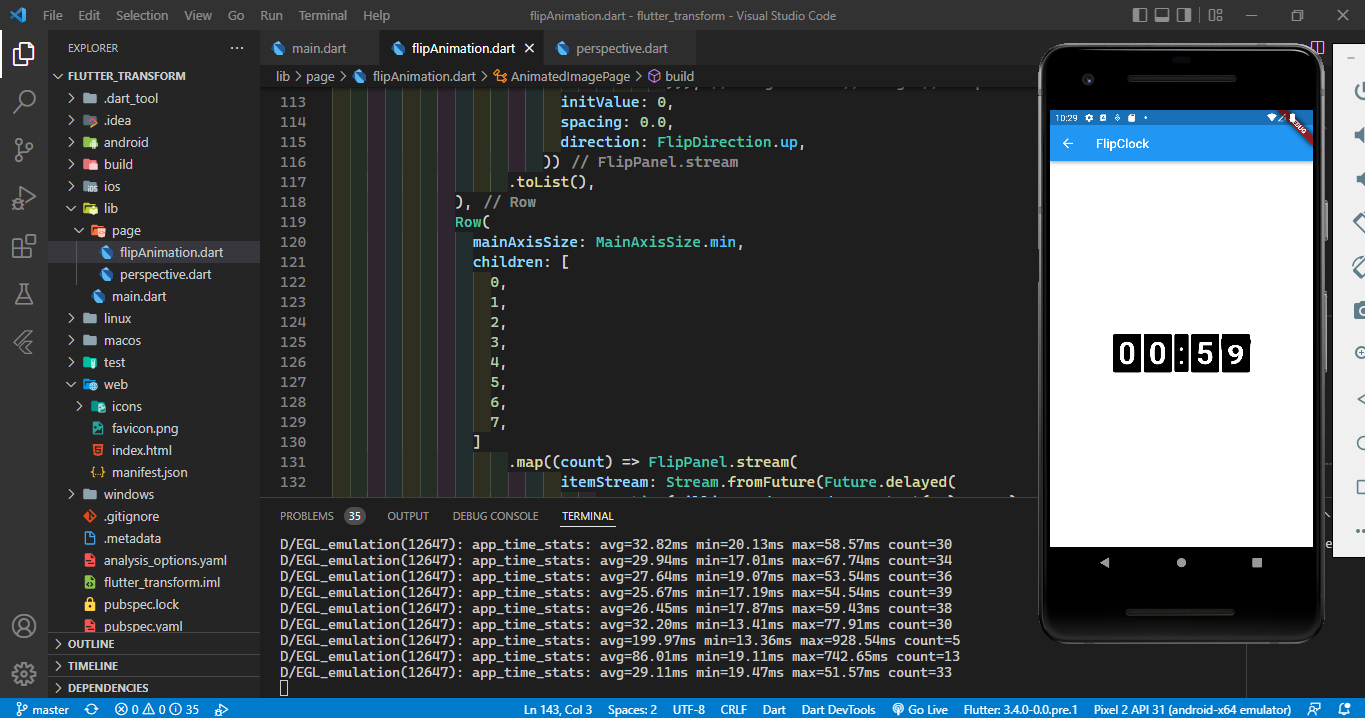 File Edit Selection View Go Run Terminal Help
flipAnimation.dart - flutter_transform - Visual Studio Code
EXPLORER
FLUTTER_TRANSFORM
.dart_tool
.idea
android
build
ios
lib
page
flipAnimation.dart
perspective.dart
main.dart
linux
macos
test
web
icons
favicon.png
index.html
manifest.json
windows
.gitignore
.metadata
analysis_options.yaml
flutter_transform.iml
pubspec.lock
pubspec.yaml
OUTLINE
TIMELINE
DEPENDENCIES
main.dart flipAnimation.dart perspective.dart
lib > page > flipAnimation.dart > AnimatedImagePage > build
113 initValue: 0,
114 spacing: 0.0,
115 direction: FlipDirection.up,
116 )) // FlipPanel.stream
117 .toList(),
118 ), // Row
119 Row(
120 mainAxisSize: MainAxisSize.min,
121 children: [
122 0,
123 1,
124 2,
125 3,
126 4,
127 5,
128 6,
129 7,
130 ]
131 .map((count) => FlipPanel.stream(
132 itemStream: Stream.fromFuture(Future.delayed(
PROBLEMS 35 OUTPUT DEBUG CONSOLE TERMINAL
D/EGL_emulation(12647): app_time_stats: avg=32.82ms min=20.13ms max=58.57ms count=30
D/EGL_emulation(12647): app_time_stats: avg=29.94ms min=17.01ms max=67.74ms count=34
D/EGL_emulation(12647): app_time_stats: avg=27.64ms min=19.07ms max=53.54ms count=36
D/EGL_emulation(12647): app_time_stats: avg=25.67ms min=17.19ms max=54.54ms count=39
D/EGL_emulation(12647): app_time_stats: avg=26.45ms min=17.87ms max=59.43ms count=38
D/EGL_emulation(12647): app_time_stats: avg=32.20ms min=13.41ms max=77.91ms count=30
D/EGL_emulation(12647): app_time_stats: avg=199.97ms min=13.36ms max=928.54ms count=5
D/EGL_emulation(12647): app_time_stats: avg=86.01ms min=19.11ms max=742.65ms count=13
D/EGL_emulation(12647): app_time_stats: avg=29.11ms min=19.47ms max=51.57ms count=33
10:29
DEBUG
FlipClock
00:59
master 0 0 35 Ln 143, Col 3 Spaces: 2 UTF-8 CRLF Dart Dart DevTools Go Live Flutter: 3.4.0-0.0.pre.1 Pixel 2 API 31 (android-x64 emulator)